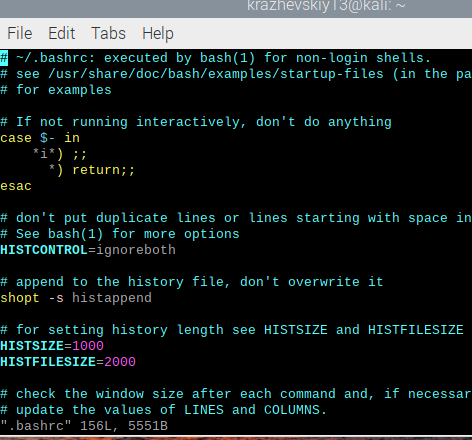 krazhevskiy13@kali: ~
File Edit Tabs Help
# ~/.bashrc: executed by bash(1) for non-login shells.
# see /usr/share/doc/bash/examples/startup-files (in the pa
# for examples
# If not running interactively, don't do anything
case $- in
    *i*) ;;
      *) return;;
esac
# don't put duplicate lines or lines starting with space in
# See bash(1) for more options
HISTCONTROL=ignoreboth
# append to the history file, don't overwrite it
shopt -s histappend
# for setting history length see HISTSIZE and HISTFILESIZE
HISTSIZE=1000
HISTFILESIZE=2000
# check the window size after each command and, if necessar
# update the values of LINES and COLUMNS.
".bashrc" 156L, 5551B